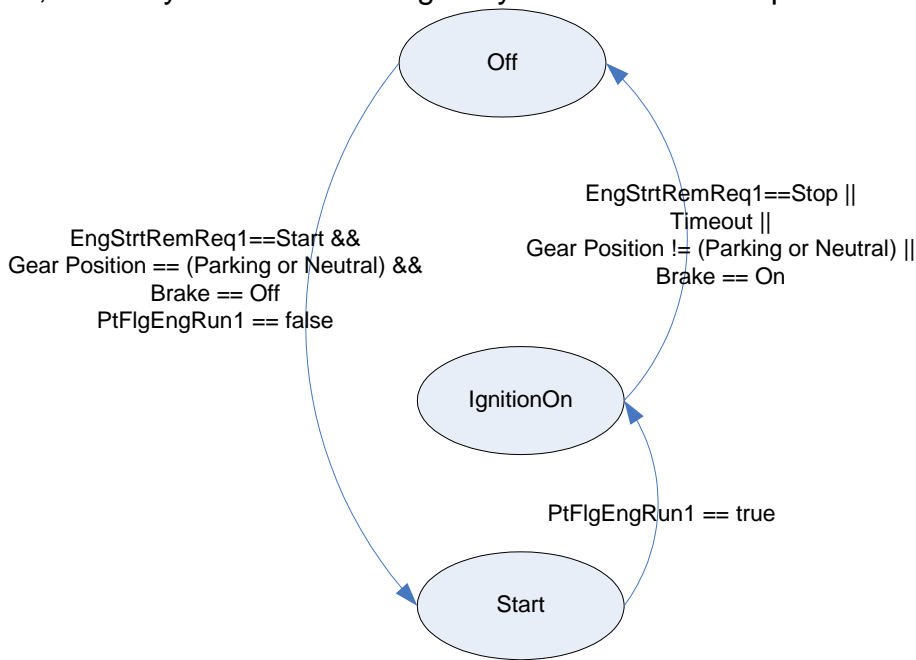 Off
EngStrtRemReq1==Stop ||
Timeout ||
Gear Position != (Parking or Neutral) ||
Brake == On
EngStrtRemReq1==Start &&
Gear Position == (Parking or Neutral) &&
Brake == Off
PtFlgEngRun1 == false
IgnitionOn
PtFlgEngRun1 == true
Start